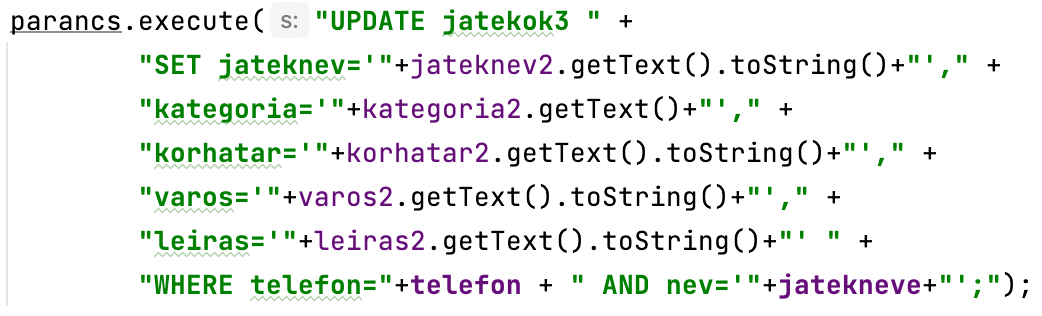 parancs.execute( s: "UPDATE jatekok3 " +
"SET jateknev='"+jateknev2.getText().toString()+"'," +
"kategoria='"+kategoria2.getText()+"'," +
"korhatar='"+korhatar2.getText().toString()+"'," +
"varos='"+varos2.getText().toString()+"'," +
"leiras='"+leiras2.getText().toString()+"' " +
"WHERE telefon="+telefon + " AND nev='"+jatekneve+"';");